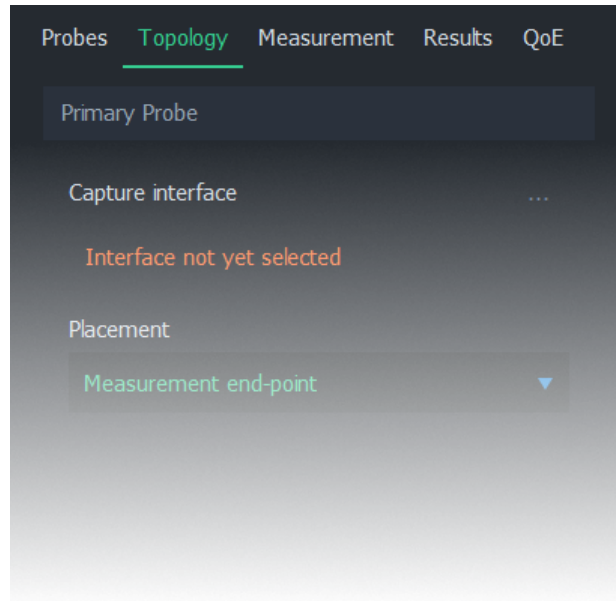 Probes Topology Measurement Results QoE
Primary Probe
Capture interface ...
Interface not yet selected
Placement
Measurement end-point